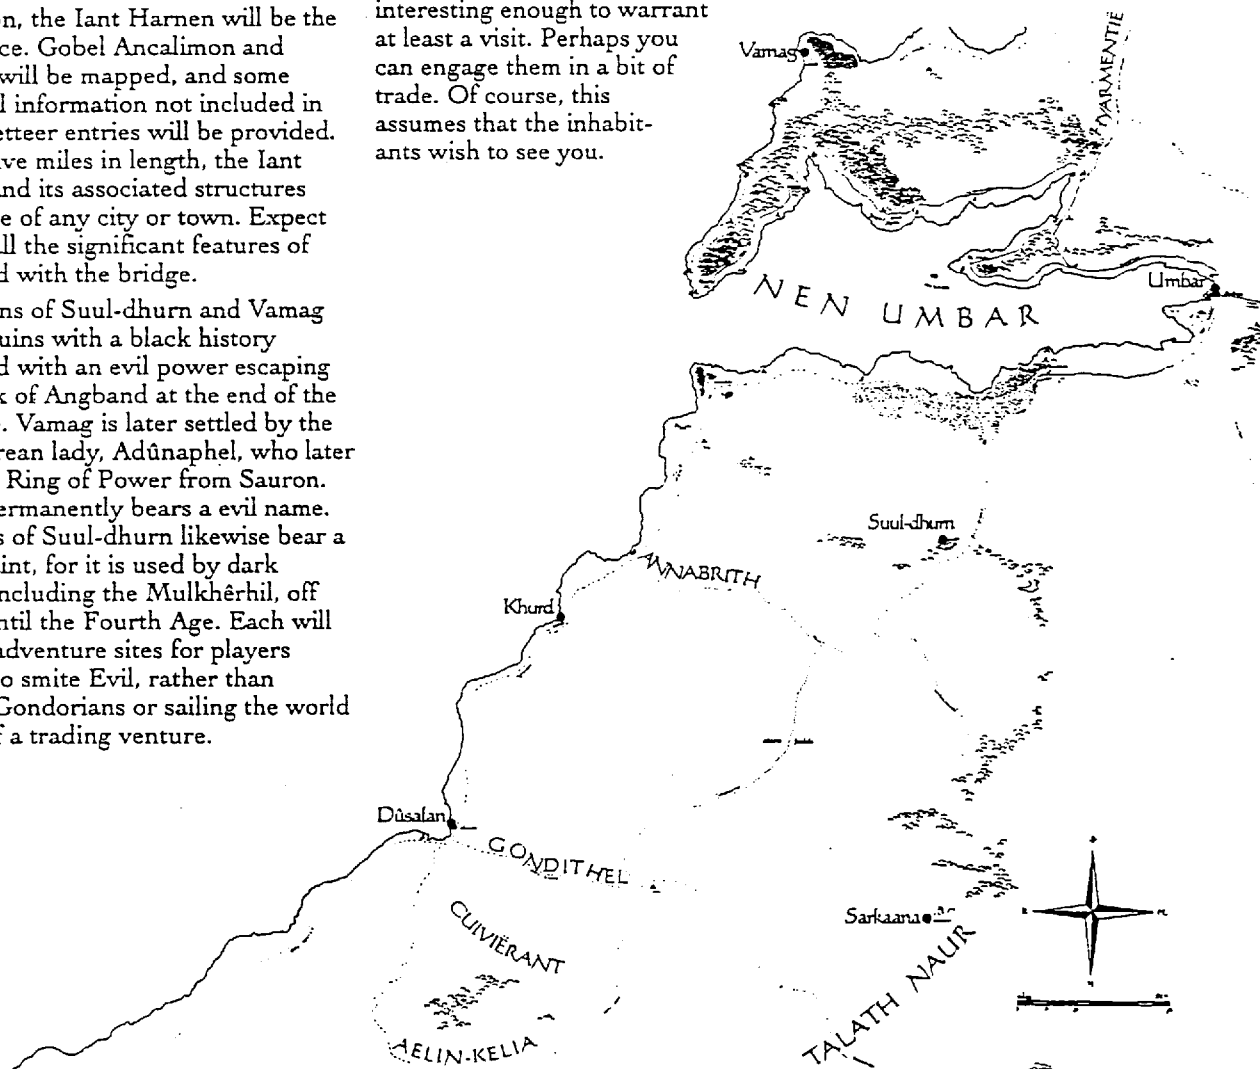 n, the Iant Harnen will be the
ce. Gobel Ancalimon and
will be mapped, and some
l information not included in
etteer entries will be provided.
ve miles in length, the Iant
nd its associated structures
e of any city or town. Expect
ll the significant features of
d with the bridge.
ns of Suul-dhurn and Vamag
uins with a black history
d with an evil power escaping
k of Angband at the end of the
. Vamag is later settled by the
rean lady, Adûnaphel, who later
Ring of Power from Sauron.
ermanently bears a evil name.
s of Suul-dhurn likewise bear a
int, for it is used by dark
ncluding the Mulkhêrhil, off
ntil the Fourth Age. Each will
adventure sites for players
o smite Evil, rather than
Gondorians or sailing the world
f a trading venture.
interesting enough to warrant
at least a visit. Perhaps you
can engage them in a bit of
trade. Of course, this
assumes that the inhabit-
ants wish to see you.
Vamag
YARMENTIË
NEN UMBAR
Umbar
Suul-dhurn
ANNABRITH
Khurd
Dûsalan
GONDITHEL
CUIVIËRANT
AELIN-KELIA
Sarkaana
TALATH NAUR